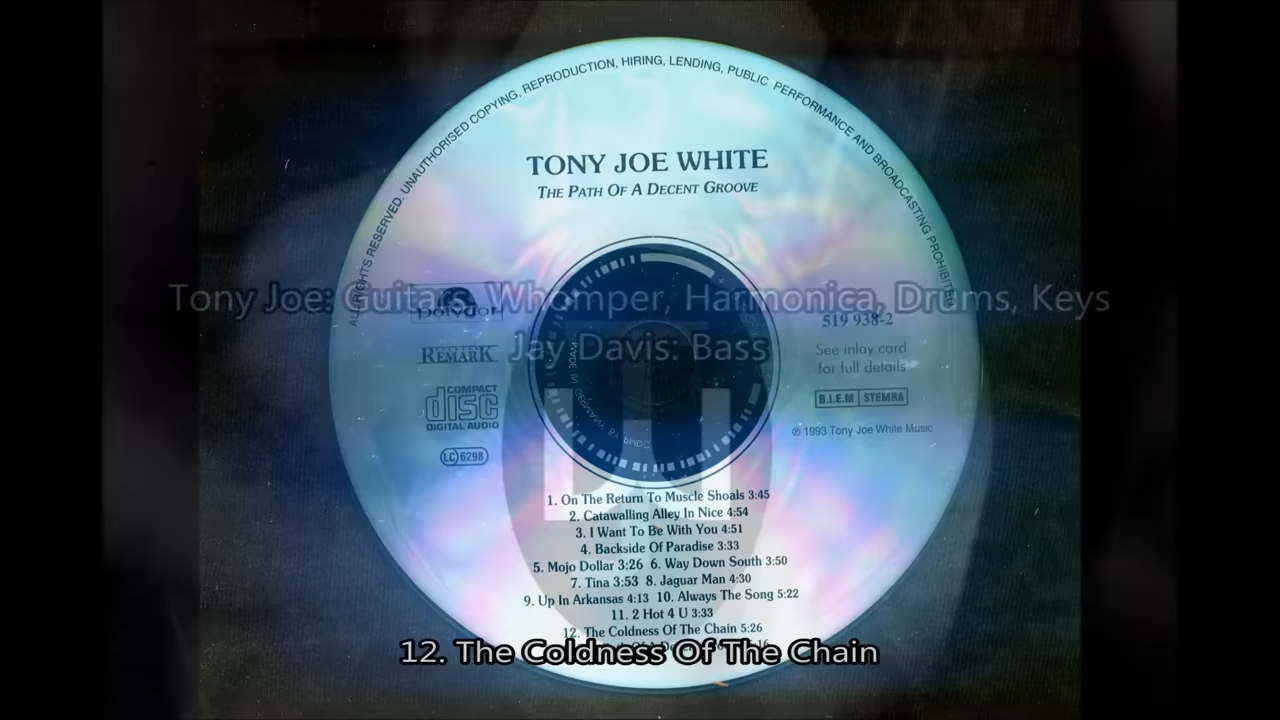 ALL RIGHTS RESERVED. UNAUTHORISED COPYING, REPRODUCTION, HIRING, LENDING, PUBLIC PERFORMANCE AND BROADCASTING PROHIBITED
TONY JOE WHITE
THE PATH OF A DECENT GROOVE
Tony Joe: Guitars, Whomper, Harmonica, Drums, Keys
polydor
519 938-2
Jay Davis: Bass
REMARK
See inlay card
for full details
COMPACT
disc
DIGITAL AUDIO
B.I.E.M STEMRA
℗ 1993 Tony Joe White Music
LC 6298
MADE IN
1. On The Return To Muscle Shoals 3:45
2. Catawalling Alley In Nice 4:54
3. I Want To Be With You 4:51
4. Backside Of Paradise 3:33
5. Mojo Dollar 3:26 6. Way Down South 3:50
7. Tina 3:53 8. Jaguar Man 4:30
9. Up In Arkansas 4:13 10. Always The Song 5:22
11. 2 Hot 4 U 3:33
12. The Coldness Of The Chain 5:26
12. The Coldness Of The Chain